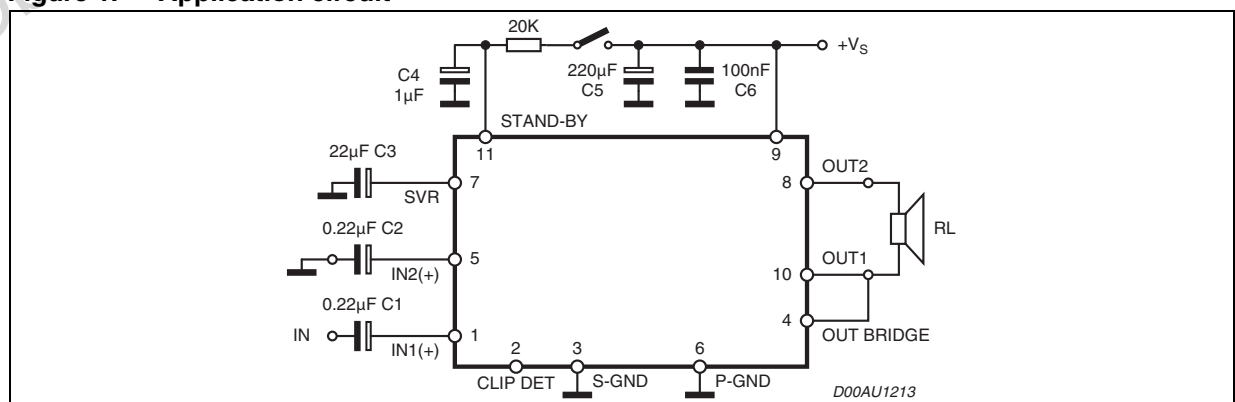 Application circuit
20K
+VS
C4
1µF
220µF
C5
100nF
C6
STAND-BY
11
9
22µF C3
7
SVR
8
OUT2
0.22µF C2
5
IN2(+)
RL
OUT1
10
0.22µF C1
4
OUT BRIDGE
IN
1
IN1(+)
2
3
6
CLIP DET
S-GND
P-GND
D00AU1213